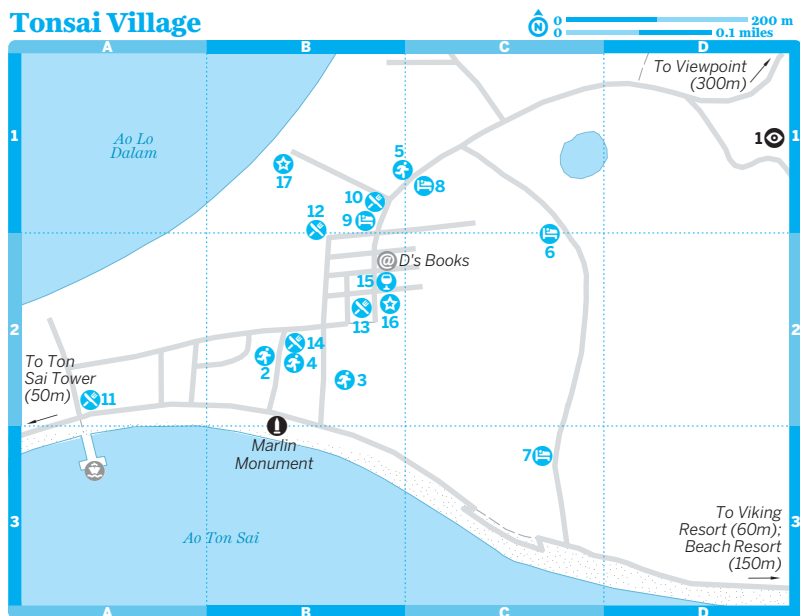 Tonsai Village
N
0 200 m
0 0.1 miles
A B C D
To Viewpoint
(300m)
1 1
1
Ao Lo
Dalam
5
17
8
10
12
9
6
@ D's Books
15
13
16
2 2
14
To Ton
Sai Tower
(50m)
2
4
3
11
Marlin
Monument
7
3 3
To Viking
Resort (60m);
Beach Resort
(150m)
Ao Ton Sai
A B C D